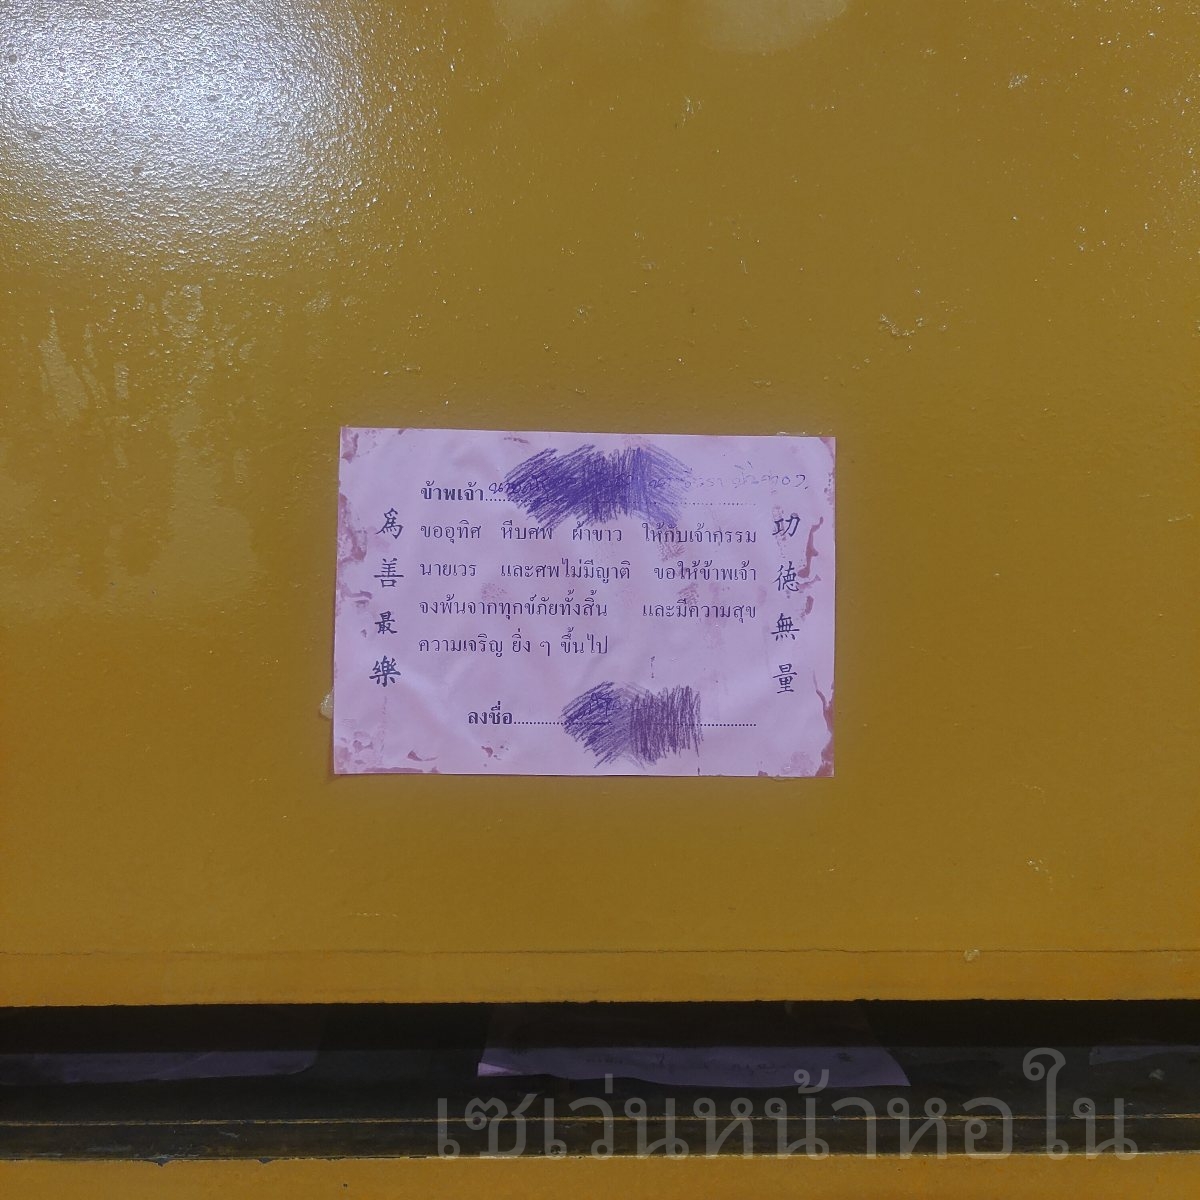 ข้าพเจ้า
ขออุทิศ หีบศพ ผ้าขาว ให้กับเจ้ากรรม
นายเวร และศพไม่มีญาติ ขอให้ข้าพเจ้า
จงพ้นจากทุกข์ภัยทั้งสิ้น และมีความสุข
ความเจริญ ยิ่ง ๆ ขึ้นไป
ลงชื่อ
為善最樂
功德無量
เซเว่นหน้าหอใน